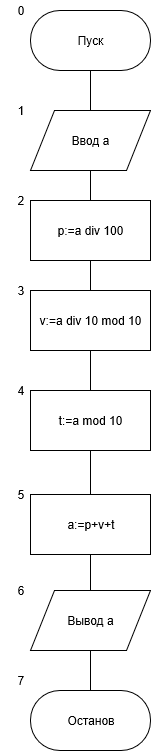 0
Пуск
1
Ввод a
2
p:=a div 100
3
v:=a div 10 mod 10
4
t:=a mod 10
5
a:=p+v+t
6
Вывод a
7
Останов